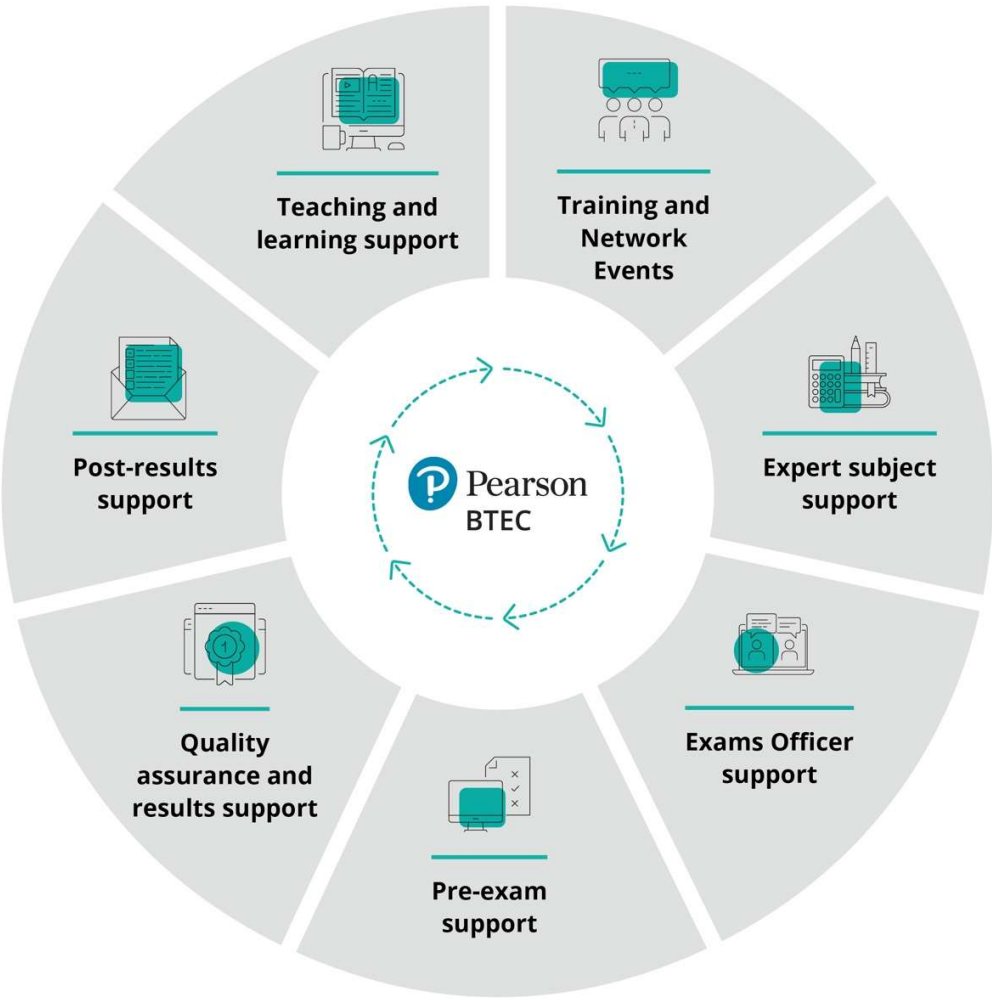 Teaching and
learning support
Training and
Network
Events
Expert subject
support
Exams Officer
support
Pre-exam
support
Quality
assurance and
results support
Post-results
support
Pearson
BTEC